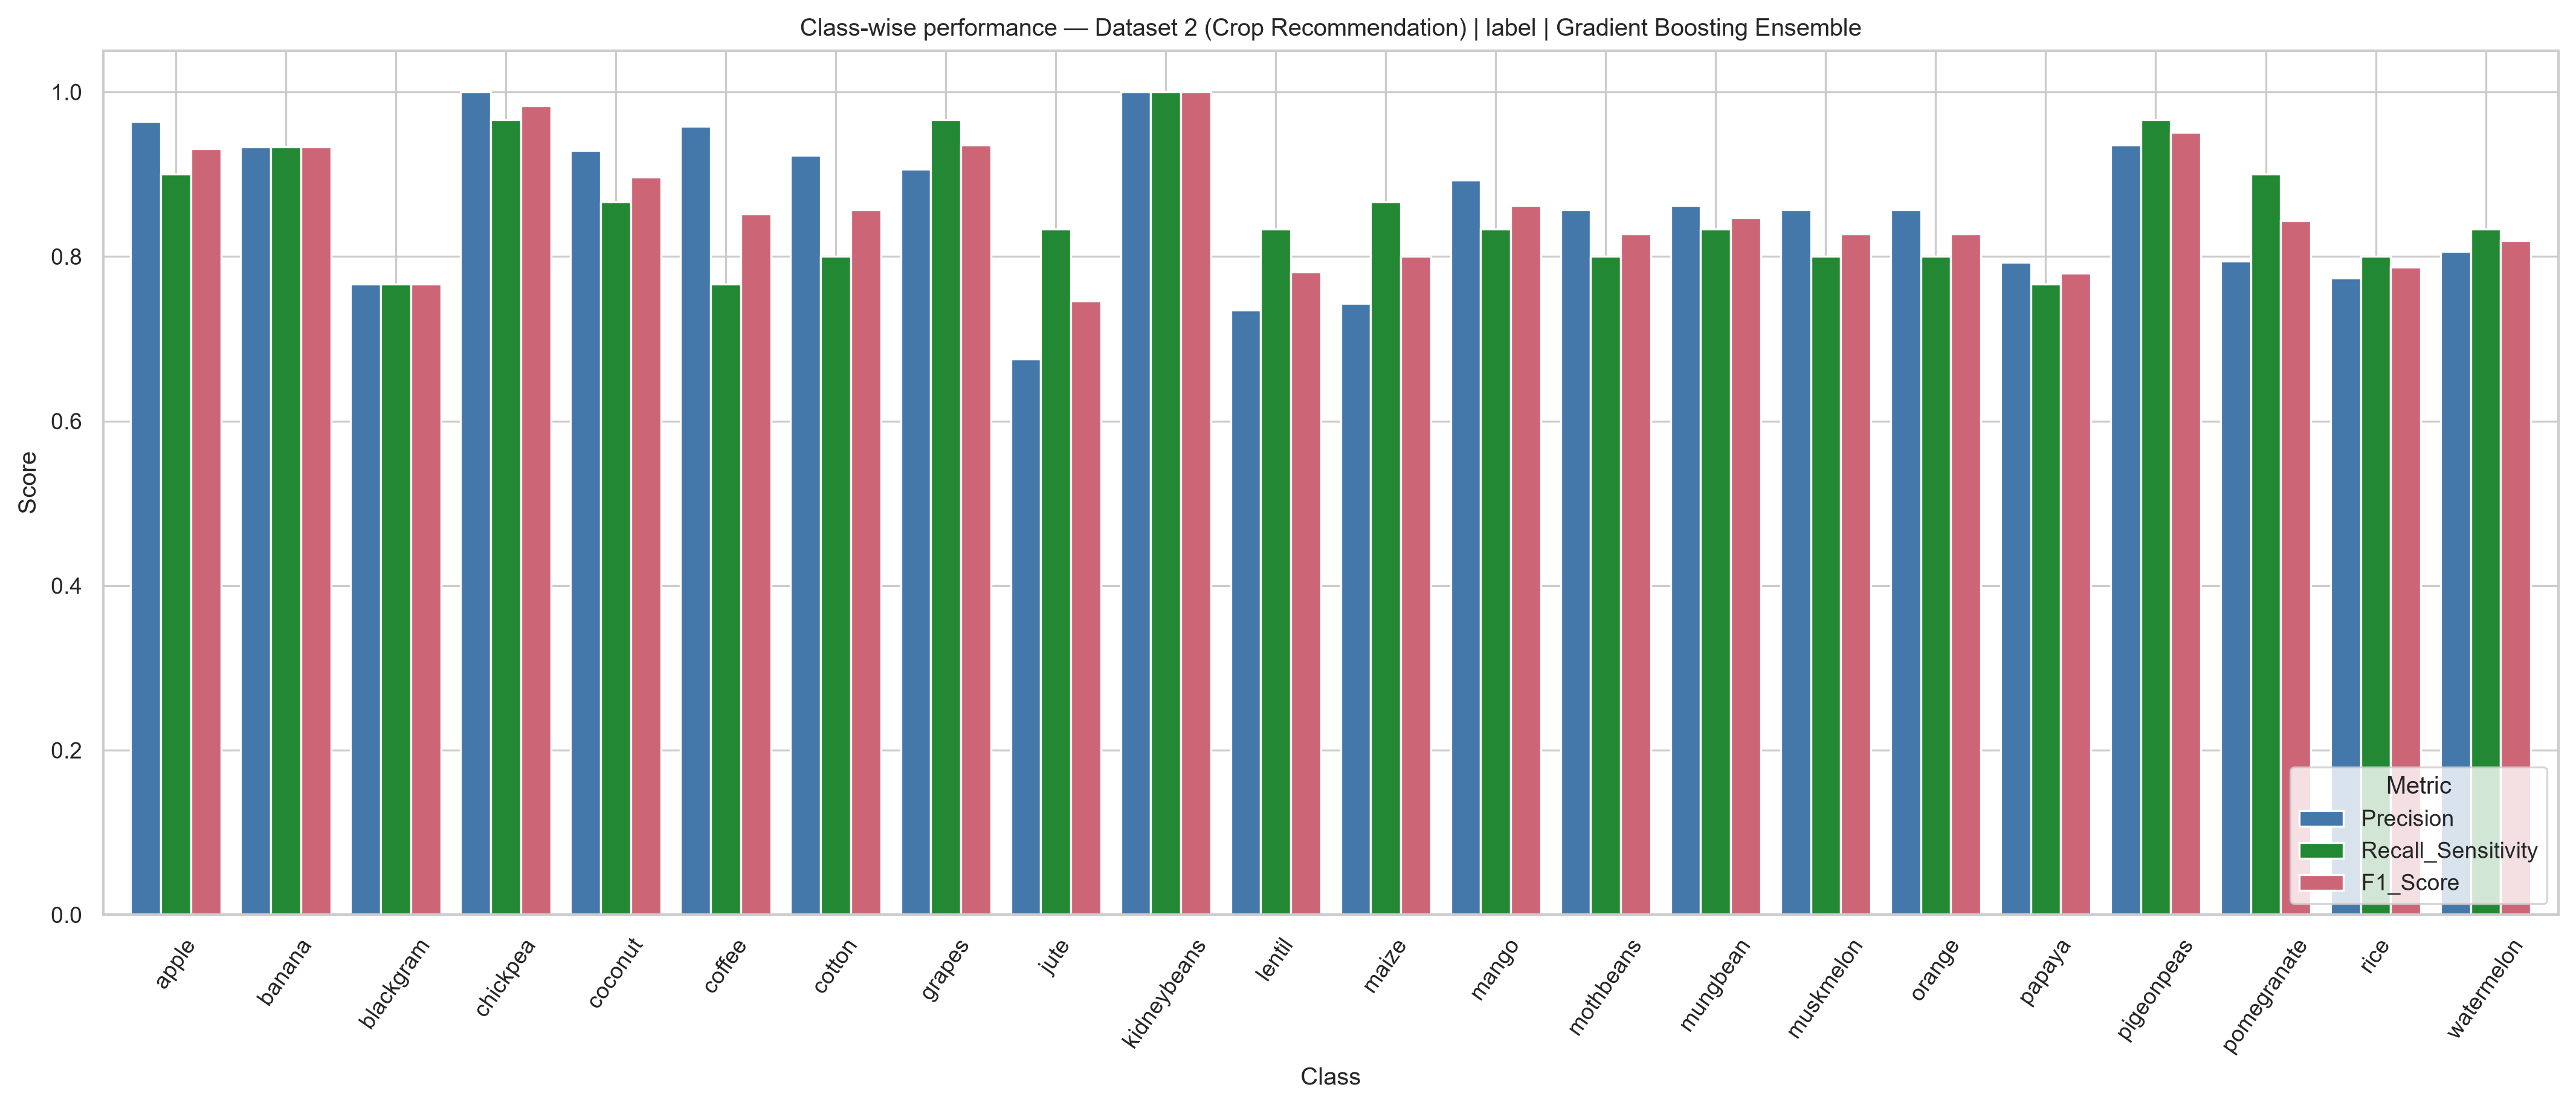 Class-wise performance — Dataset 2 (Crop Recommendation) | label | Gradient Boosting Ensemble
Score
1.0
0.8
0.6
0.4
0.2
0.0
Metric
Precision
Recall_Sensitivity
F1_Score
apple
banana
blackgram
chickpea
coconut
coffee
cotton
grapes
jute
kidneybeans
lentil
maize
mango
mothbeans
mungbean
muskmelon
orange
papaya
pigeonpeas
pomegranate
rice
watermelon
Class